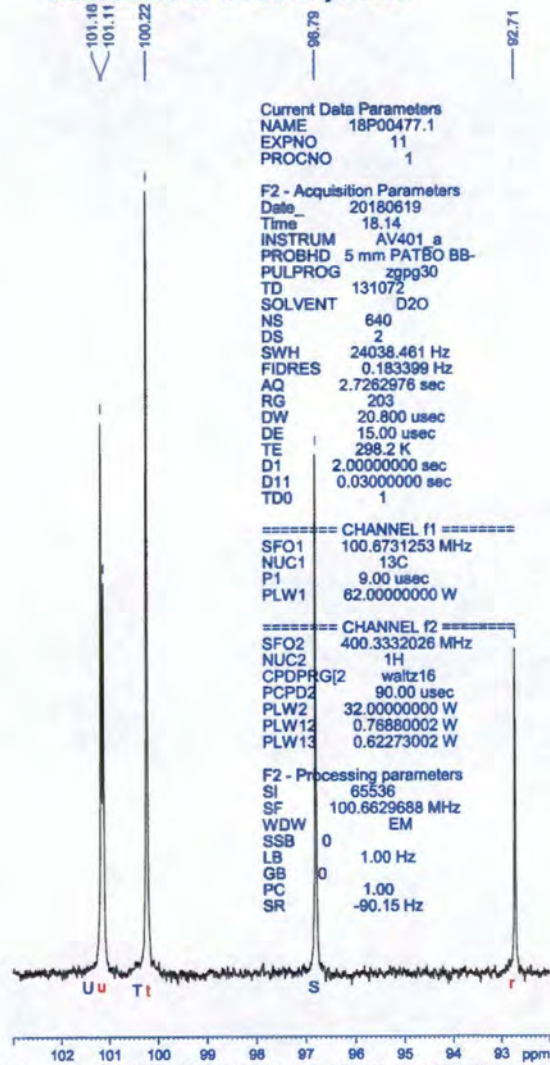 101.16
101.11
100.22
96.79
92.71
Current Data Parameters
NAME 18P00477.1
EXPNO 11
PROCNO 1
F2 - Acquisition Parameters
Date_ 20180619
Time 18.14
INSTRUM AV401_a
PROBHD 5 mm PATBO BB-
PULPROG zgpg30
TD 131072
SOLVENT D2O
NS 640
DS 2
SWH 24038.461 Hz
FIDRES 0.183399 Hz
AQ 2.7262976 sec
RG 203
DW 20.800 usec
DE 15.00 usec
TE 298.2 K
D1 2.00000000 sec
D11 0.03000000 sec
TD0 1
======== CHANNEL f1 ========
SFO1 100.6731253 MHz
NUC1 13C
P1 9.00 usec
PLW1 62.00000000 W
======== CHANNEL f2 ========
SFO2 400.3332026 MHz
NUC2 1H
CPDPRG[2 waltz16
PCPD2 90.00 usec
PLW2 32.00000000 W
PLW12 0.76880002 W
PLW13 0.62273002 W
F2 - Processing parameters
SI 65536
SF 100.6629688 MHz
WDW EM
SSB 0
LB 1.00 Hz
GB 0
PC 1.00
SR -90.15 Hz
U u T t S r
102 101 100 99 98 97 96 95 94 93 ppm